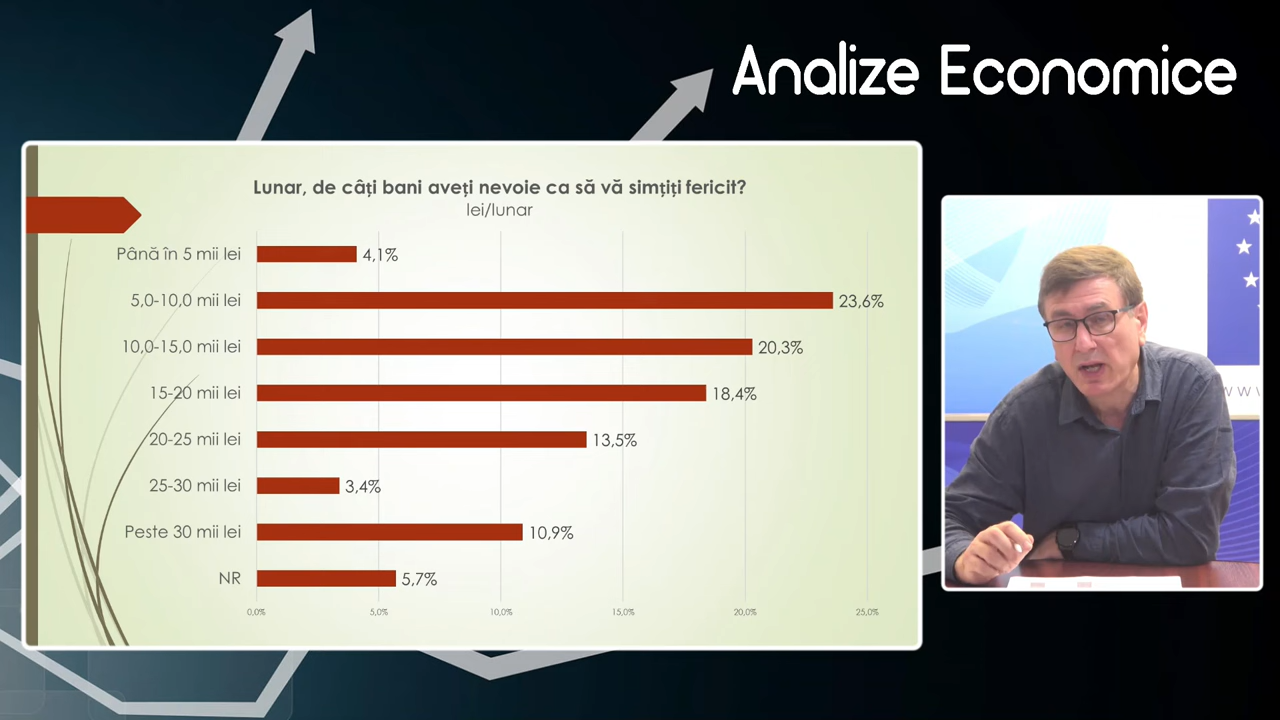 Analize Economice
Lunar, de câți bani aveți nevoie ca să vă simțiți fericit?
lei/lunar
Până în 5 mii lei
4,1%
5,0-10,0 mii lei
23,6%
10,0-15,0 mii lei
20,3%
15-20 mii lei
18,4%
20-25 mii lei
13,5%
25-30 mii lei
3,4%
Peste 30 mii lei
10,9%
NR
5,7%
0,0% 5,0% 10,0% 15,0% 20,0% 25,0%